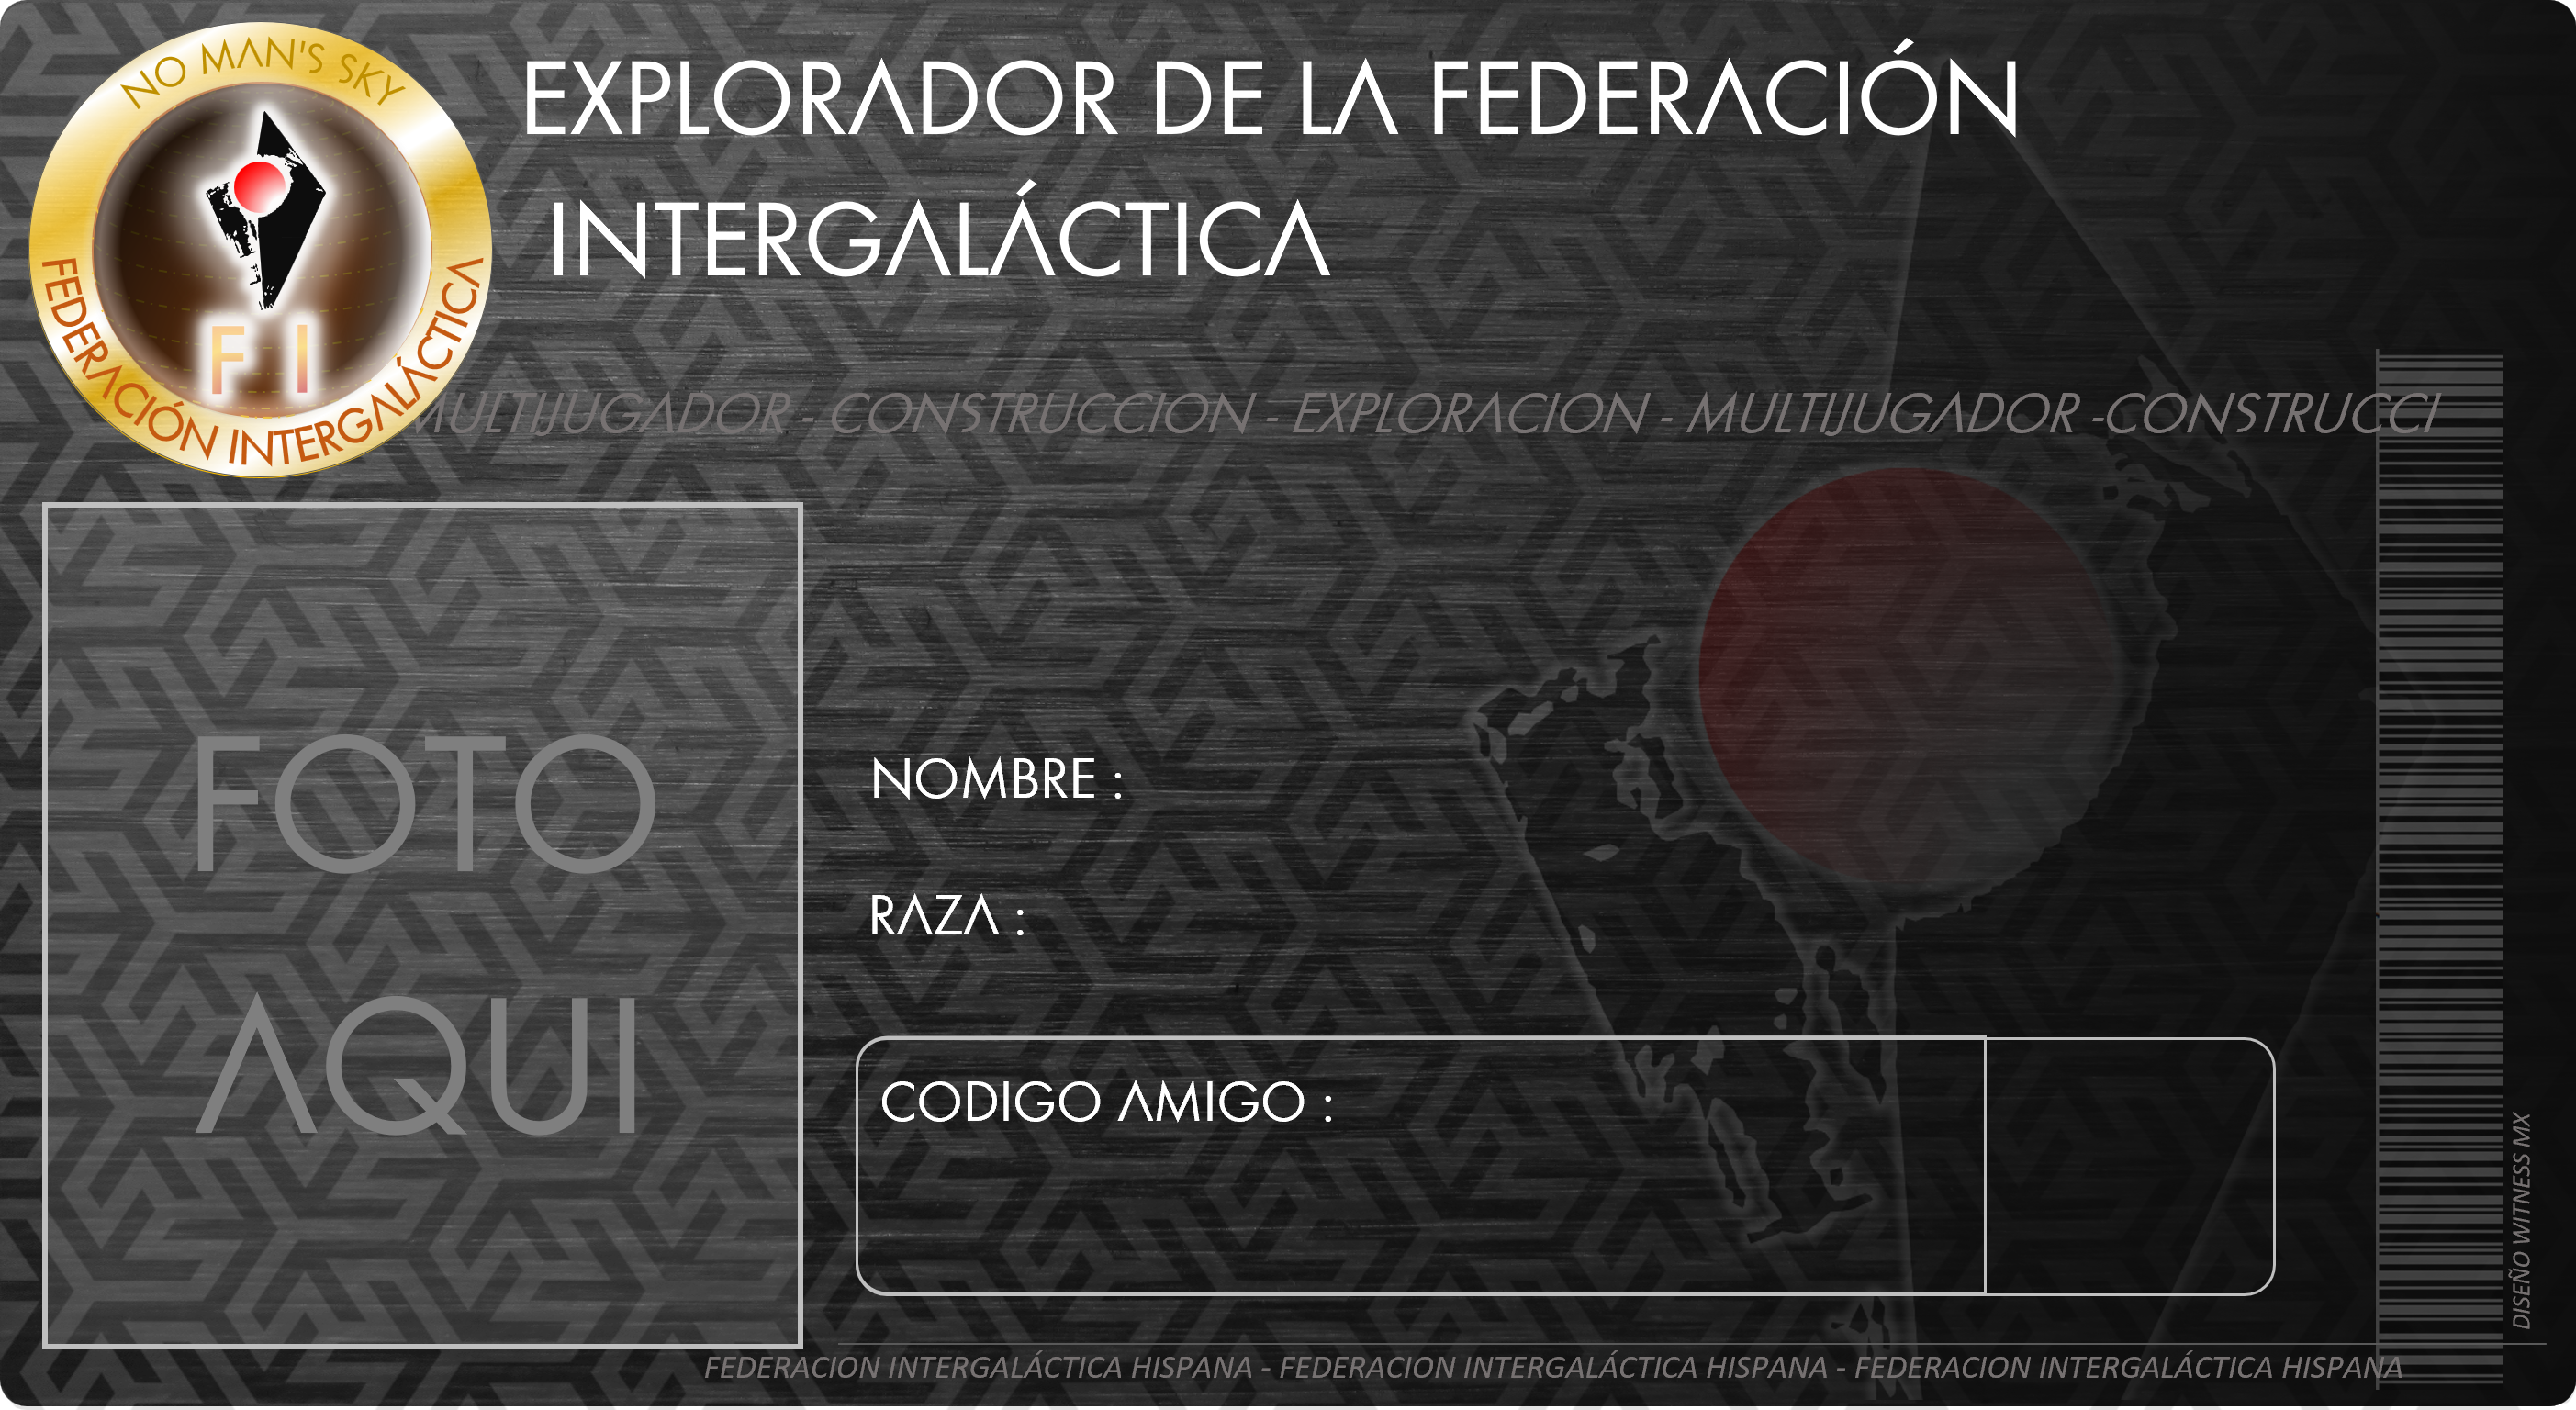 NO MAN'S SKY
EXPLORADOR DE LA FEDERACIÓN
INTERGALÁCTICA
F I
FEDERACIÓN INTERGALÁCTICA
MULTIJUGADOR - CONSTRUCCION - EXPLORACION - MULTIJUGADOR -CONSTRUCCI
FOTO
AQUI
NOMBRE :
RAZA :
CODIGO AMIGO :
DISEÑO WITNESS MX
FEDERACION INTERGALÁCTICA HISPANA - FEDERACION INTERGALÁCTICA HISPANA - FEDERACION INTERGALÁCTICA HISPANA